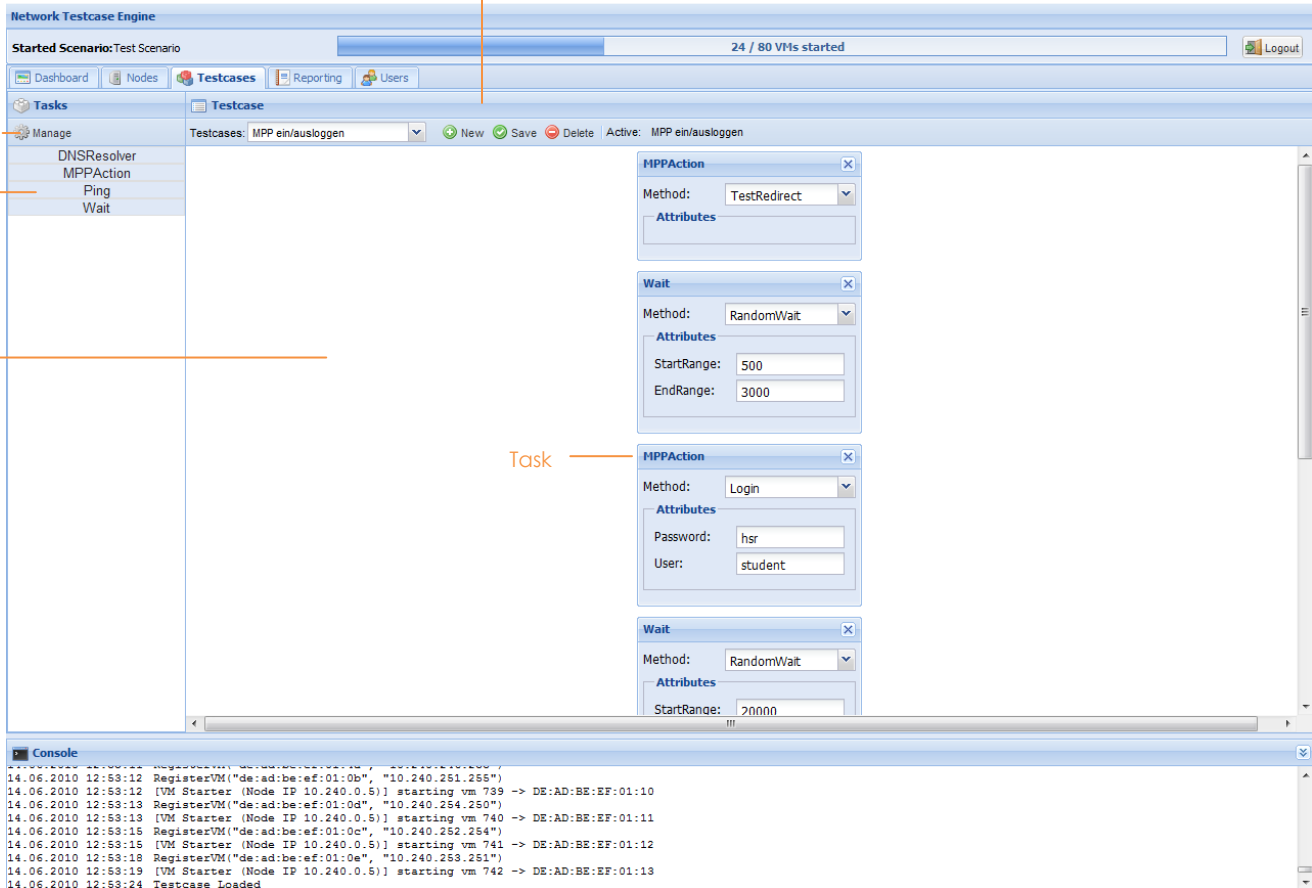 Network Testcase Engine
Started Scenario: Test Scenario
24 / 80 VMs started
Logout
Dashboard Nodes Testcases Reporting Users
Tasks
Testcase
Manage
Testcases: MPP ein/ausloggen New Save Delete Active: MPP ein/ausloggen
DNSResolver
MPPAction
Ping
Wait
MPPAction
Method: TestRedirect
Attributes
Wait
Method: RandomWait
Attributes
StartRange: 500
EndRange: 3000
Task
MPPAction
Method: Login
Attributes
Password: hsr
User: student
Wait
Method: RandomWait
Attributes
StartRange: 20000
Console
14.06.2010 12:53:12 RegisterVM("de:ad:be:ef:01:0b", "10.240.251.255")
14.06.2010 12:53:12 [VM Starter (Node IP 10.240.0.5)] starting vm 739 -> DE:AD:BE:EF:01:10
14.06.2010 12:53:13 RegisterVM("de:ad:be:ef:01:0d", "10.240.254.250")
14.06.2010 12:53:13 [VM Starter (Node IP 10.240.0.5)] starting vm 740 -> DE:AD:BE:EF:01:11
14.06.2010 12:53:15 RegisterVM("de:ad:be:ef:01:0c", "10.240.252.254")
14.06.2010 12:53:15 [VM Starter (Node IP 10.240.0.5)] starting vm 741 -> DE:AD:BE:EF:01:12
14.06.2010 12:53:18 RegisterVM("de:ad:be:ef:01:0e", "10.240.253.251")
14.06.2010 12:53:19 [VM Starter (Node IP 10.240.0.5)] starting vm 742 -> DE:AD:BE:EF:01:13
14.06.2010 12:53:24 Testcase Loaded